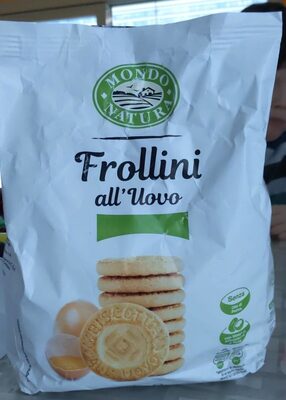 MONDO
NATURA
Frollini
all'Uovo
Senza